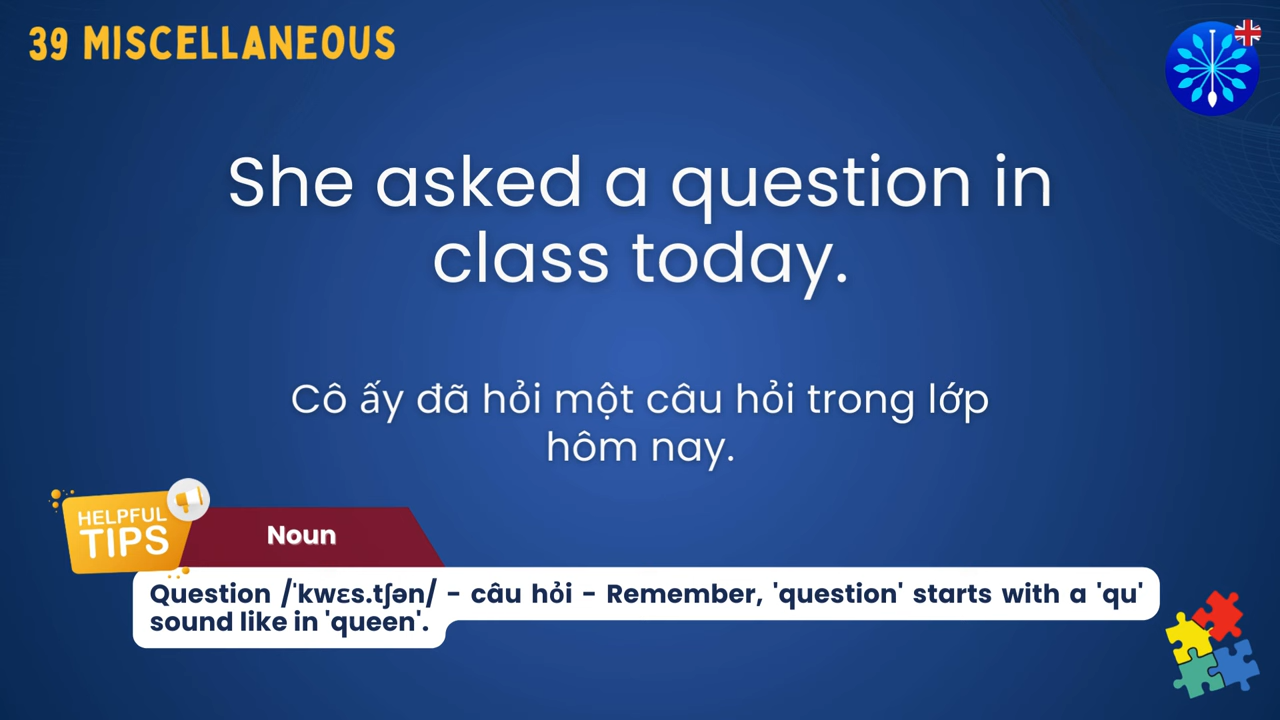 39 MISCELLANEOUS
She asked a question in
class today.
Cô ấy đã hỏi một câu hỏi trong lớp
hôm nay.
HELPFUL
TIPS
Noun
Question /ˈkwɛs.tʃən/ - câu hỏi - Remember, 'question' starts with a 'qu'
sound like in 'queen'.